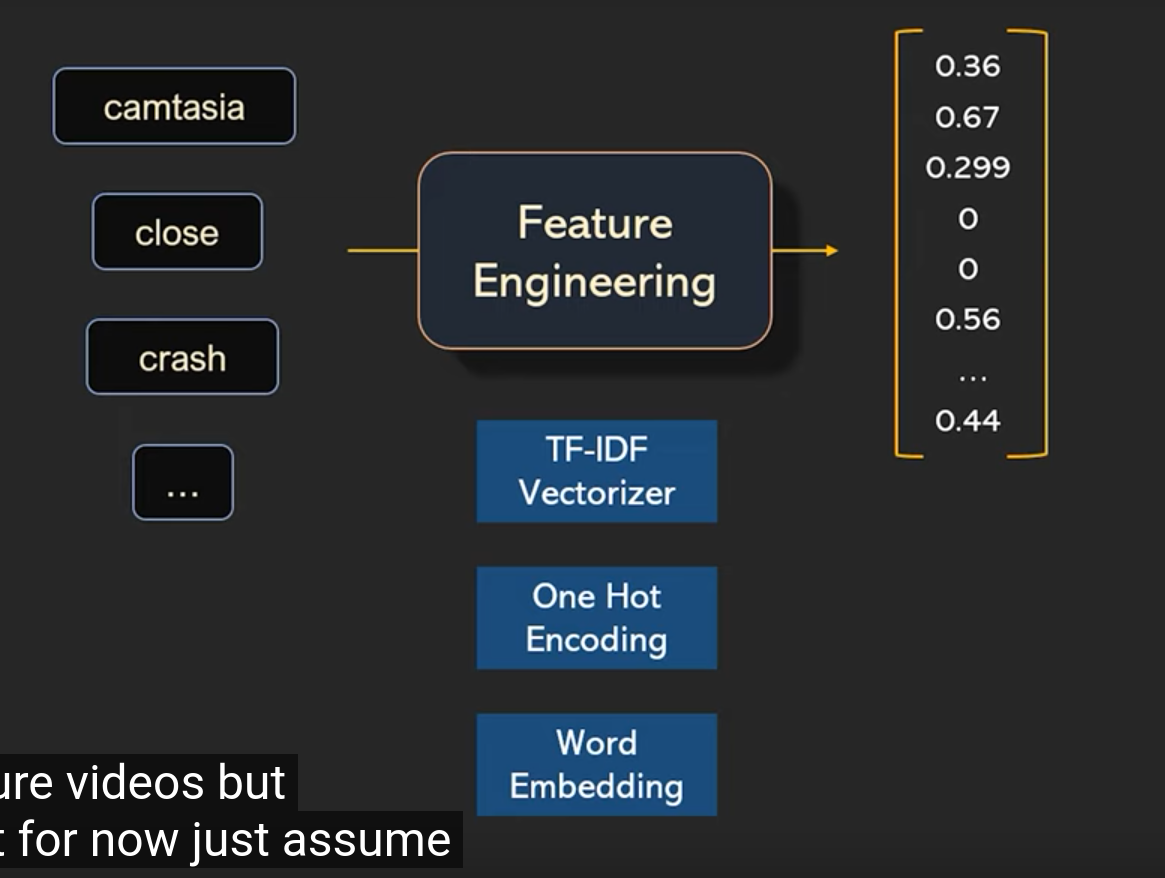 camtasia
close
crash
...
Feature
Engineering
TF-IDF
Vectorizer
One Hot
Encoding
Word
Embedding
0.36
0.67
0.299
0
0
0.56
...
0.44
videos but
for now just assume